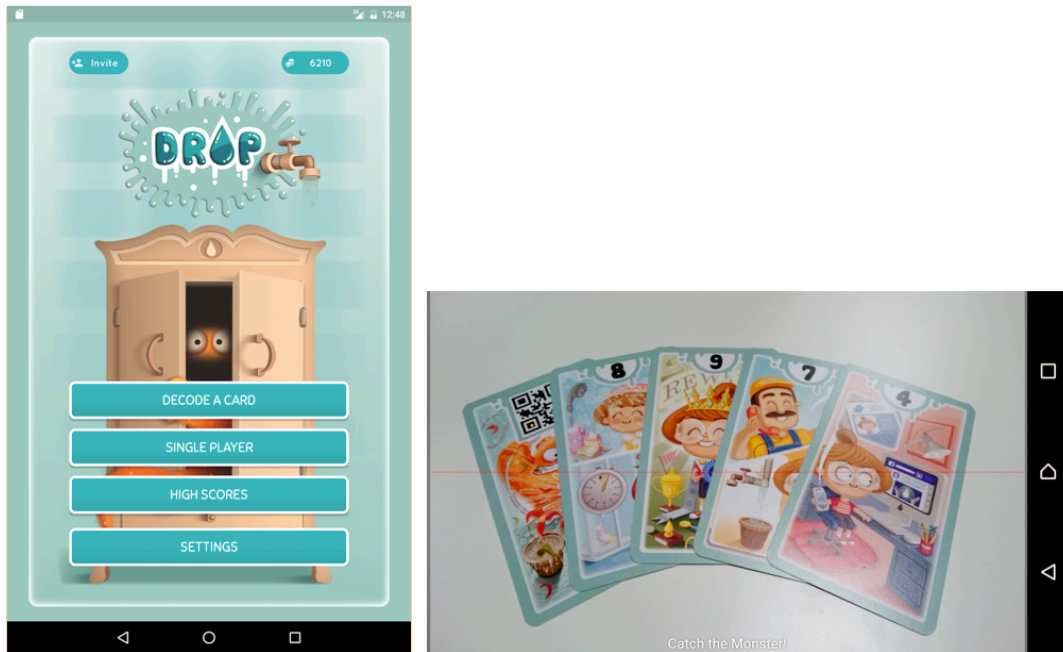 12:48
Invite
6210
DROP
DECODE A CARD
SINGLE PLAYER
HIGH SCORES
SETTINGS
8
9
7
4
REW
Catch the Monster!